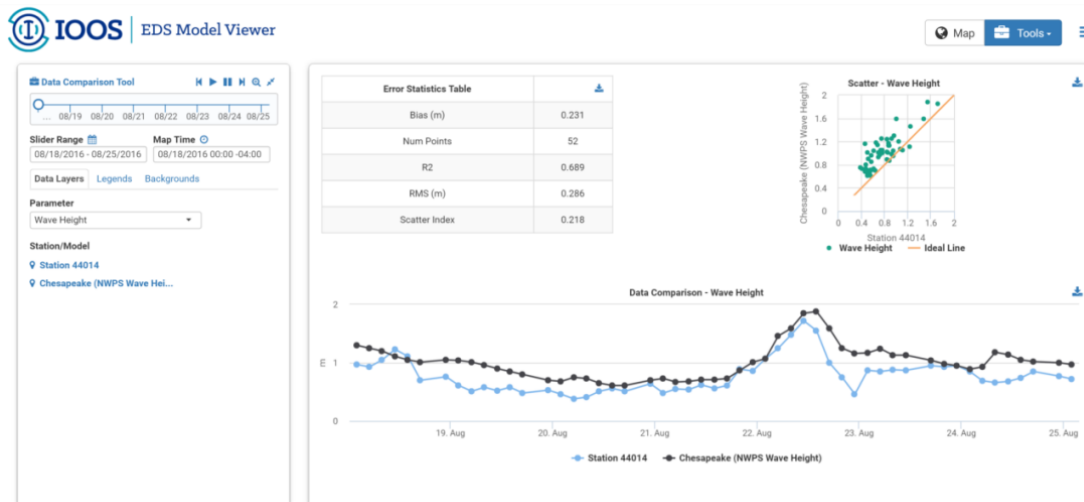 IOOS EDS Model Viewer
Map Tools
Data Comparison Tool
... 08/19 08/20 08/21 08/22 08/23 08/24 08/25
Slider Range Map Time
08/18/2016 - 08/25/2016 08/18/2016 00:00 -04:00
Data Layers Legends Backgrounds
Parameter
Wave Height
Station/Model
Station 44014
Chesapeake (NWPS Wave Hei...
Error Statistics Table
Bias (m) 0.231
Num Points 52
R2 0.689
RMS (m) 0.286
Scatter Index 0.218
Scatter - Wave Height
Chesapeake (NWPS Wave Height)
2
1.6
1.2
0.8
0.4
0
0 0.4 0.8 1.2 1.6 2
Station 44014
Wave Height Ideal Line
Data Comparison - Wave Height
m
2
1
0
19. Aug 20. Aug 21. Aug 22. Aug 23. Aug 24. Aug 25. Aug
Station 44014 Chesapeake (NWPS Wave Height)